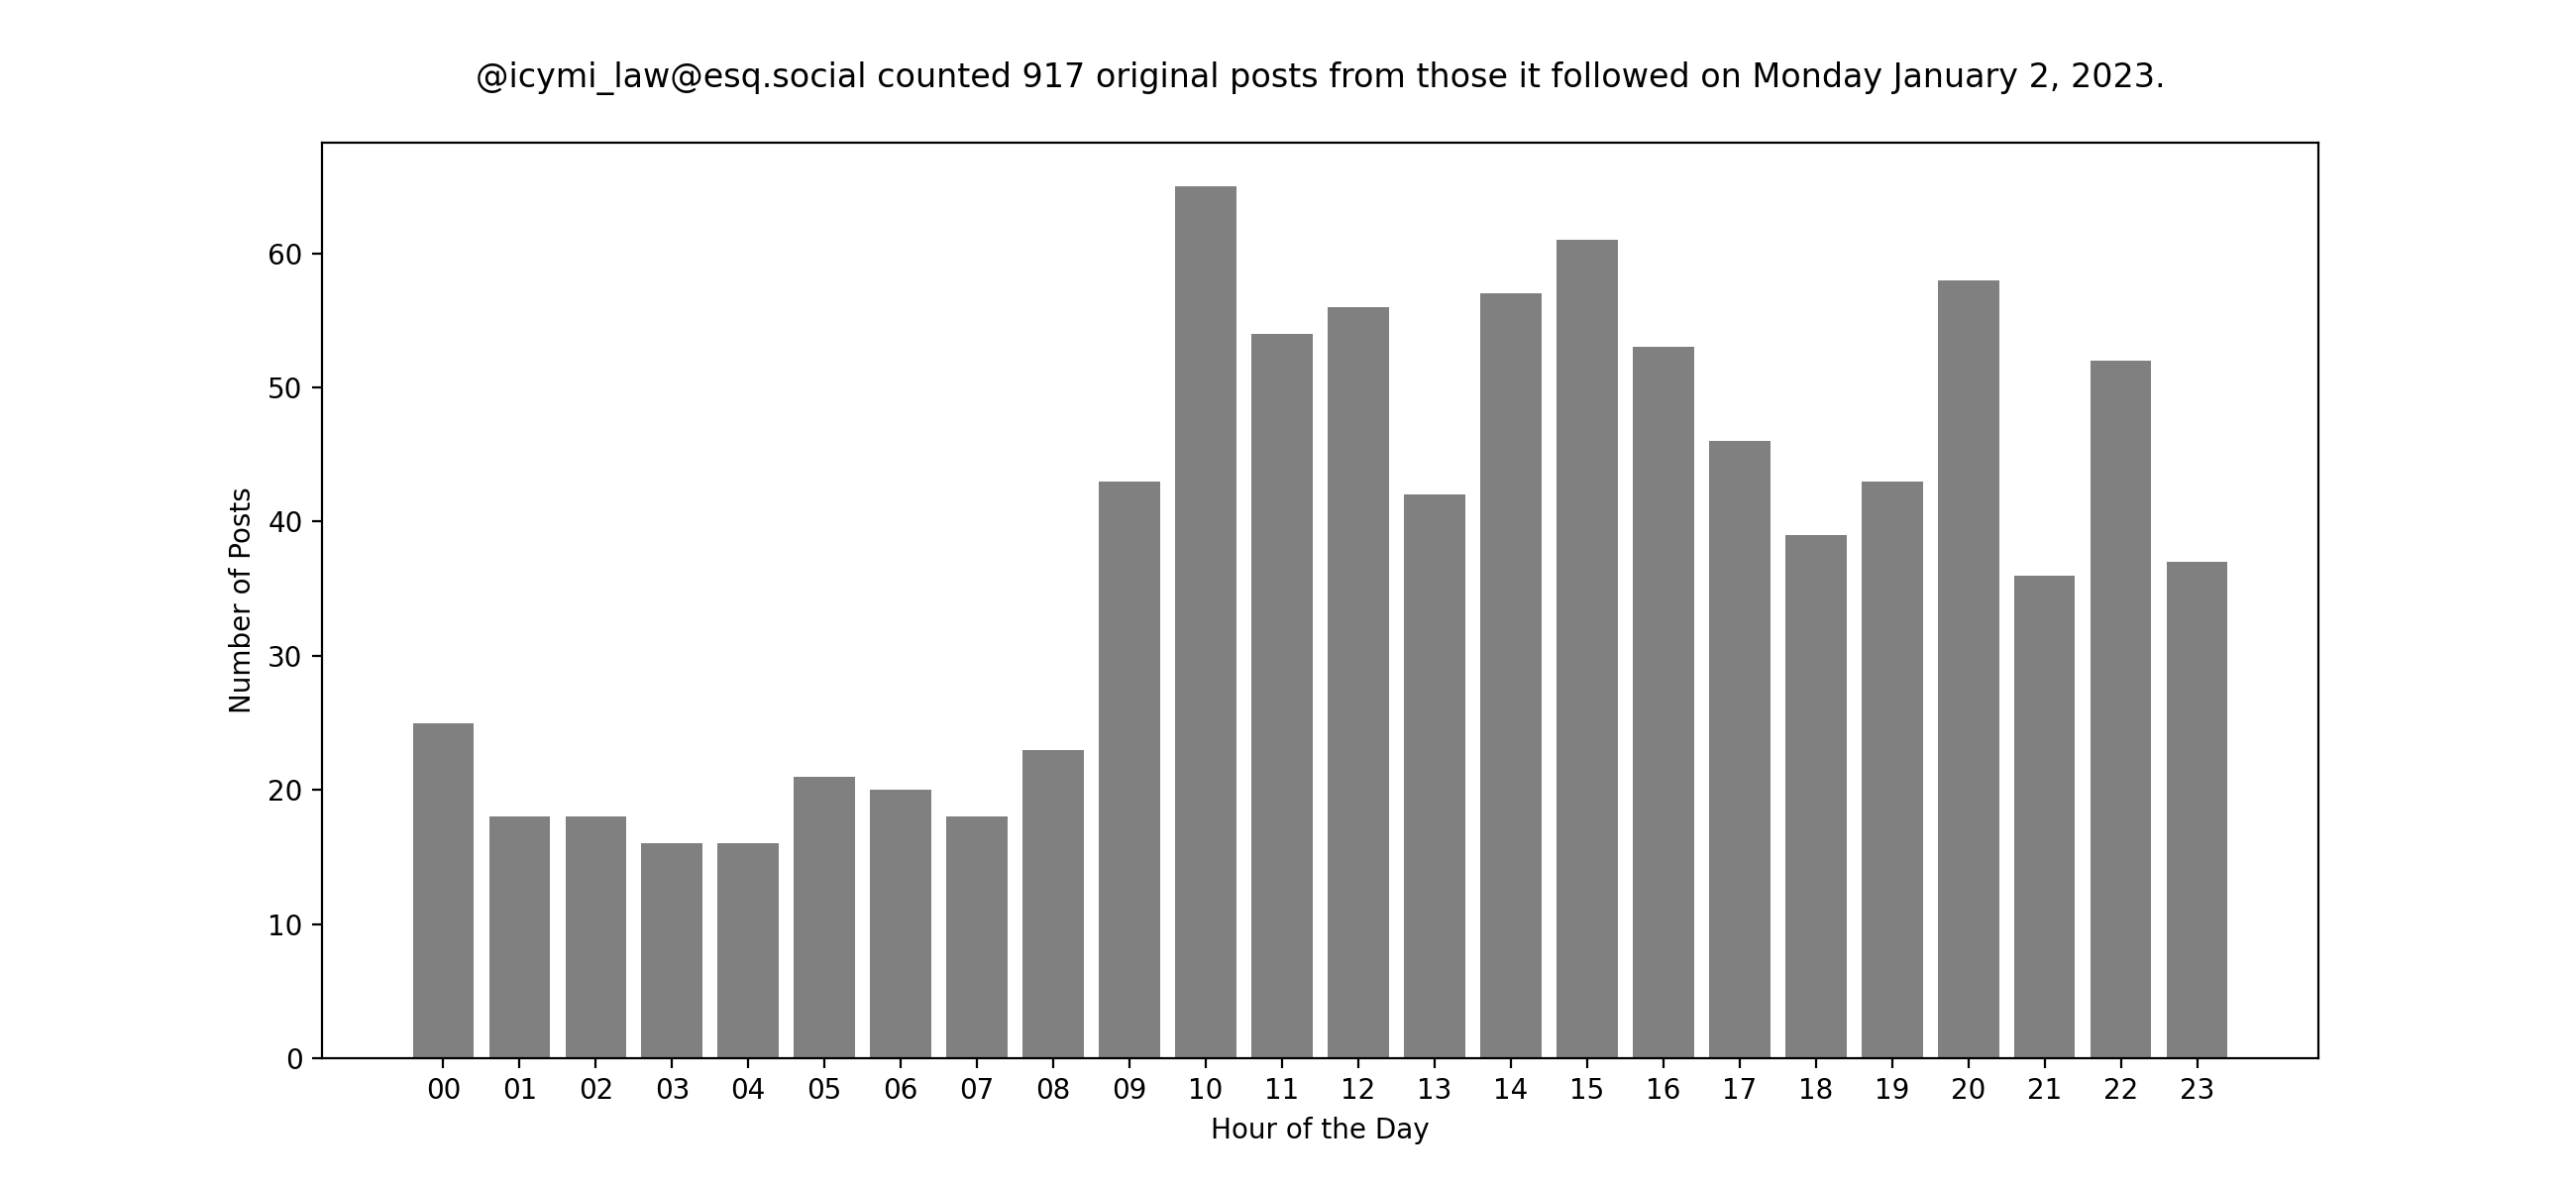 @icymi_law@esq.social counted 917 original posts from those it followed on Monday January 2, 2023.
60
50
40
30
20
10
0
Number of Posts
00 01 02 03 04 05 06 07 08 09 10 11 12 13 14 15 16 17 18 19 20 21 22 23
Hour of the Day